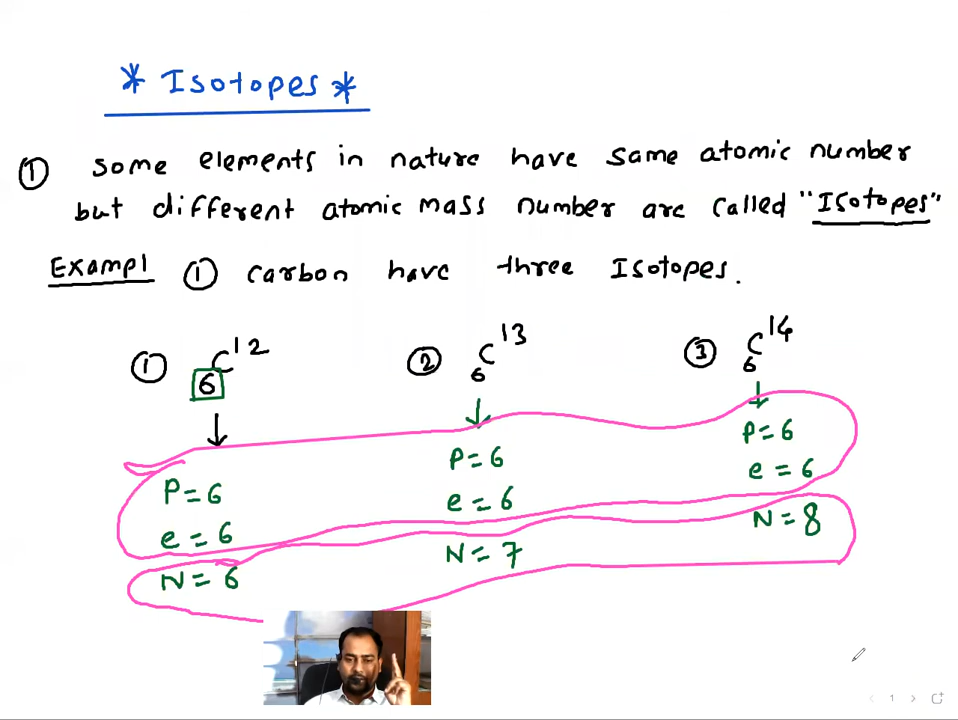 * Isotopes *
① Some elements in nature have same atomic number
but different atomic mass number are called "Isotopes"
Exampl ① carbon have three Isotopes.
① 6C12 ② 6C13 ③ 6C14
P=6 P=6 P=6
e=6 e=6 e=6
N=6 N=7 N=8
1